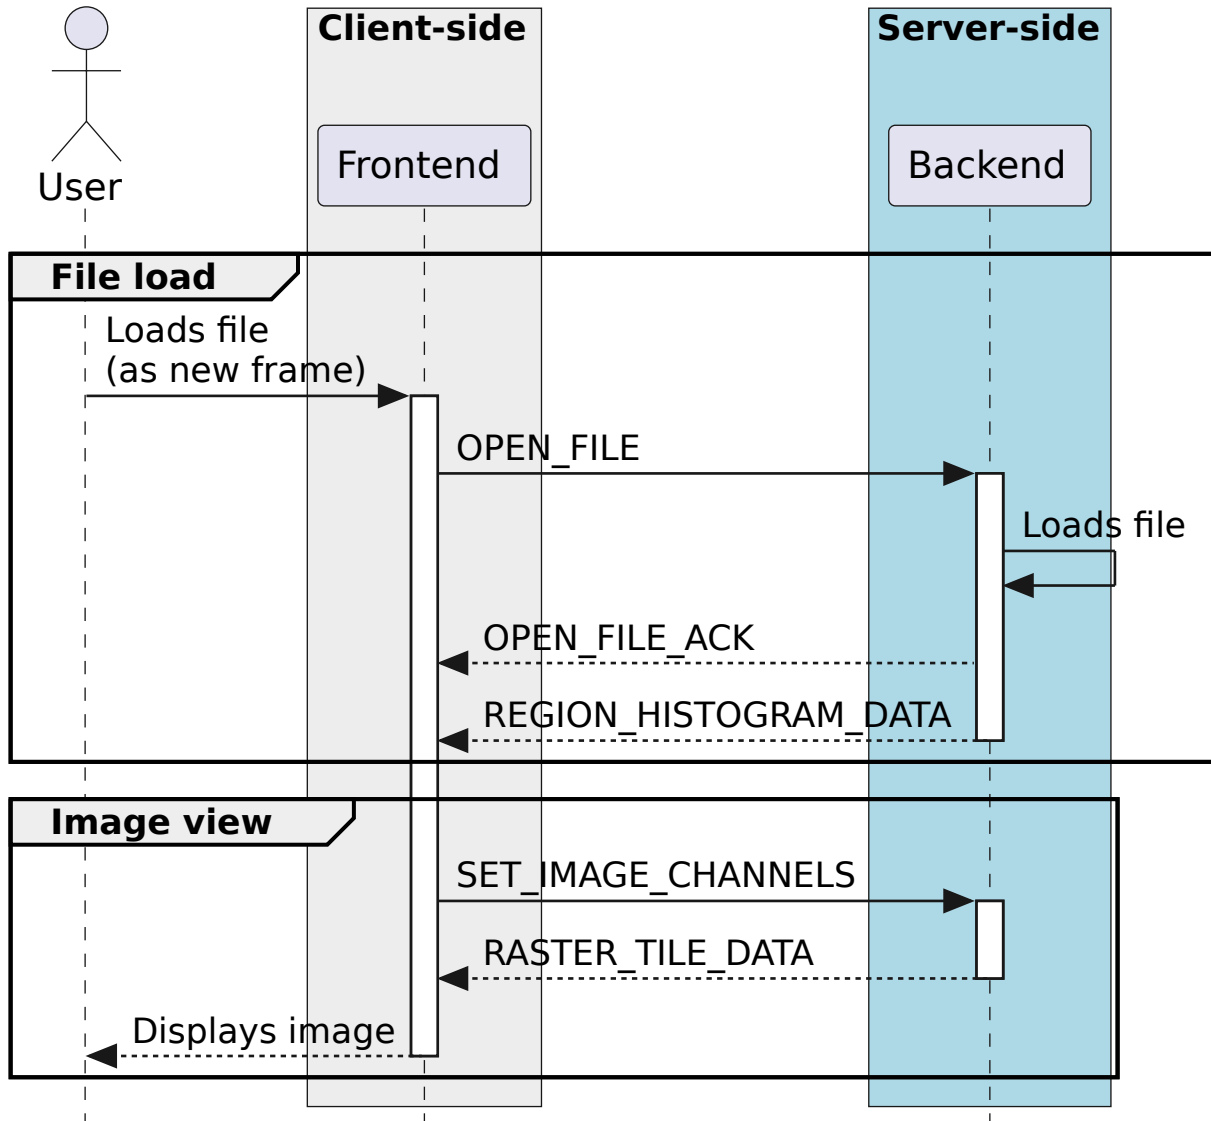 Client-side
Server-side
User
Frontend
Backend
File load
Loads file
(as new frame)
OPEN_FILE
Loads file
OPEN_FILE_ACK
REGION_HISTOGRAM_DATA
Image view
SET_IMAGE_CHANNELS
RASTER_TILE_DATA
Displays image